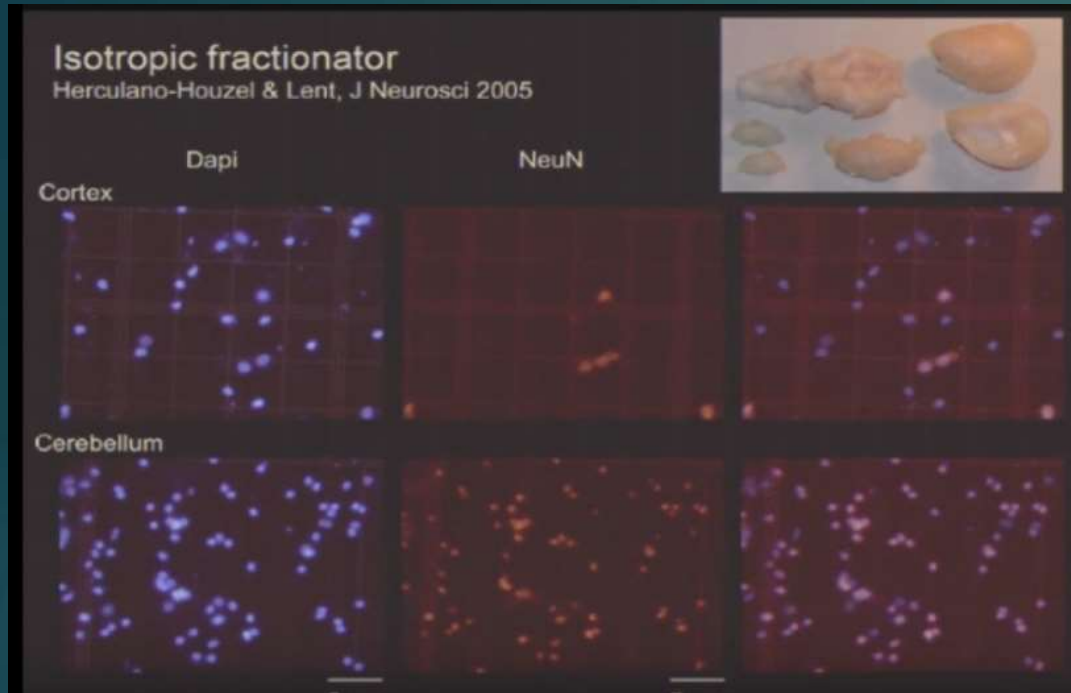 Isotropic fractionator
Herculano-Houzel & Lent, J Neurosci 2005
Dapi
NeuN
Cortex
Cerebellum